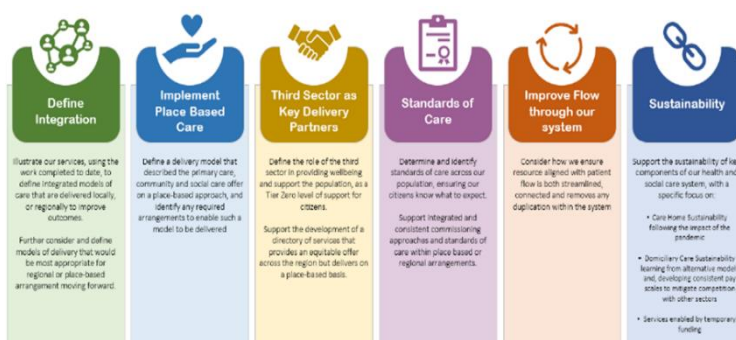 Define
Integration
Illustrate our services, using the
work completed to date, to
define integrated models of
care that are delivered locally,
or regionally to improve
outcomes.
Further consider and define
models of delivery that would
be most appropriate for
regional or place-based
arrangement moving forward.
Implement
Place Based
Care
Define a delivery model that
described the primary care,
community and social care offer
on a place-based approach, and
identify any required
arrangements to enable such a
model to be delivered
Third Sector as
Key Delivery
Partners
Define the role of the third
sector in providing wellbeing
and support the population, as a
Tier Zero level of support for
citizens.
Support the development of a
directory of services that
provides an equitable offer
across the region but delivers on
a place-based basis.
Standards of
Care
Determine and identify
standards of care across our
population, ensuring our
citizens know what to expect.
Support Integrated and
consistent commissioning
approaches and standards of
care within place based or
regional arrangements.
Improve Flow
through our
system
Consider how we ensure
resource aligned with patient
flow is both streamlined,
connected and removes any
duplication within the system
Sustainability
Support the sustainability of
components of our health and
social care system, with a
specific focus on:
• Care Home Sustainability
following the impact of the
pandemic
• Domiciliary Care Sustainability
learning from alternative model
and, developing consistent pay
scales to mitigate competition
with other sectors
• Services enabled by temporary
funding